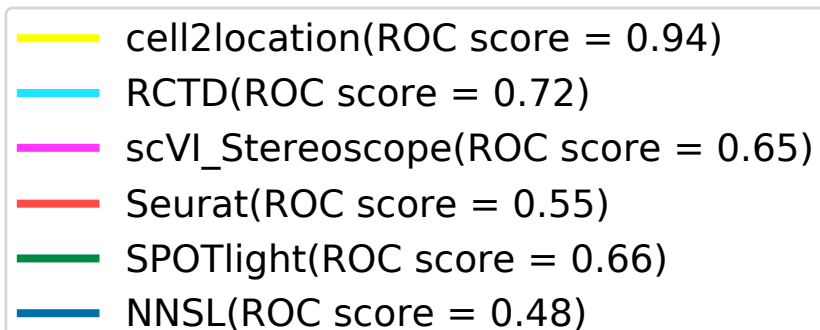 cell2location(ROC score = 0.94)
RCTD(ROC score = 0.72)
scVI_Stereoscope(ROC score = 0.65)
Seurat(ROC score = 0.55)
SPOTlight(ROC score = 0.66)
NNSL(ROC score = 0.48)